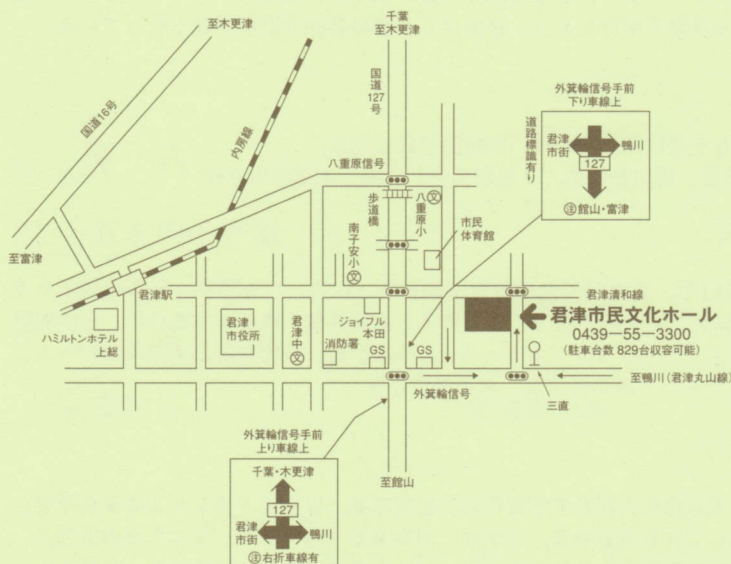 至木更津
千葉
至木更津
国道16号
内房線
国道127号
八重原信号
歩道橋
八重原小
文
市民
体育館
南子安小
文
道路標識有り
外箕輪信号手前
下り車線上
君津
市街
鴨川
127
注館山・富津
至富津
君津駅
君津清和線
ハミルトンホテル
上総
君津
市役所
君津中
文
ジョイフル
本田
消防署
GS
GS
君津市民文化ホール
0439-55-3300
(駐車台数 829台収容可能)
外箕輪信号
至鴨川(君津丸山線)
三直
外箕輪信号手前
上り車線上
千葉・木更津
127
君津
市街
鴨川
注右折車線有
至館山